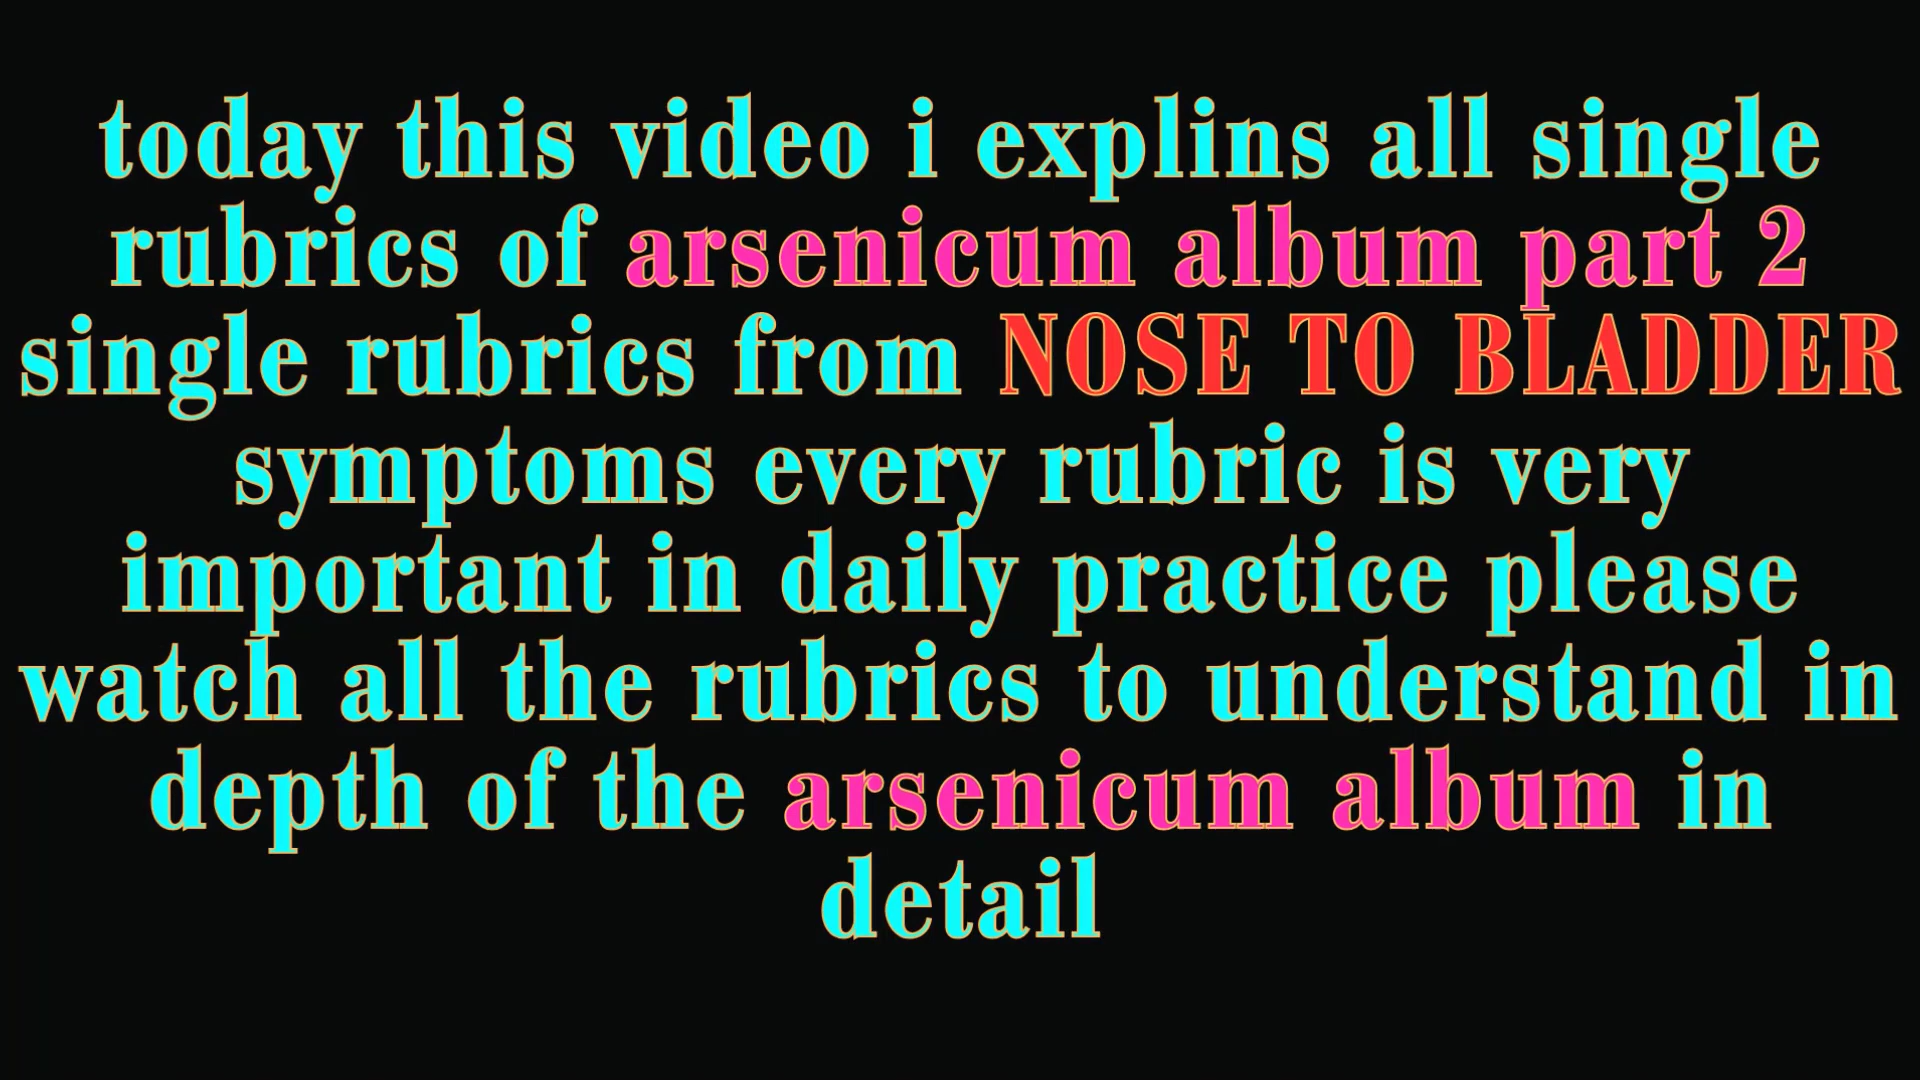 today this video i explins all single
rubrics of arsenicum album part 2
single rubrics from NOSE TO BLADDER
symptoms every rubric is very
important in daily practice please
watch all the rubrics to understand in
depth of the arsenicum album in
detail